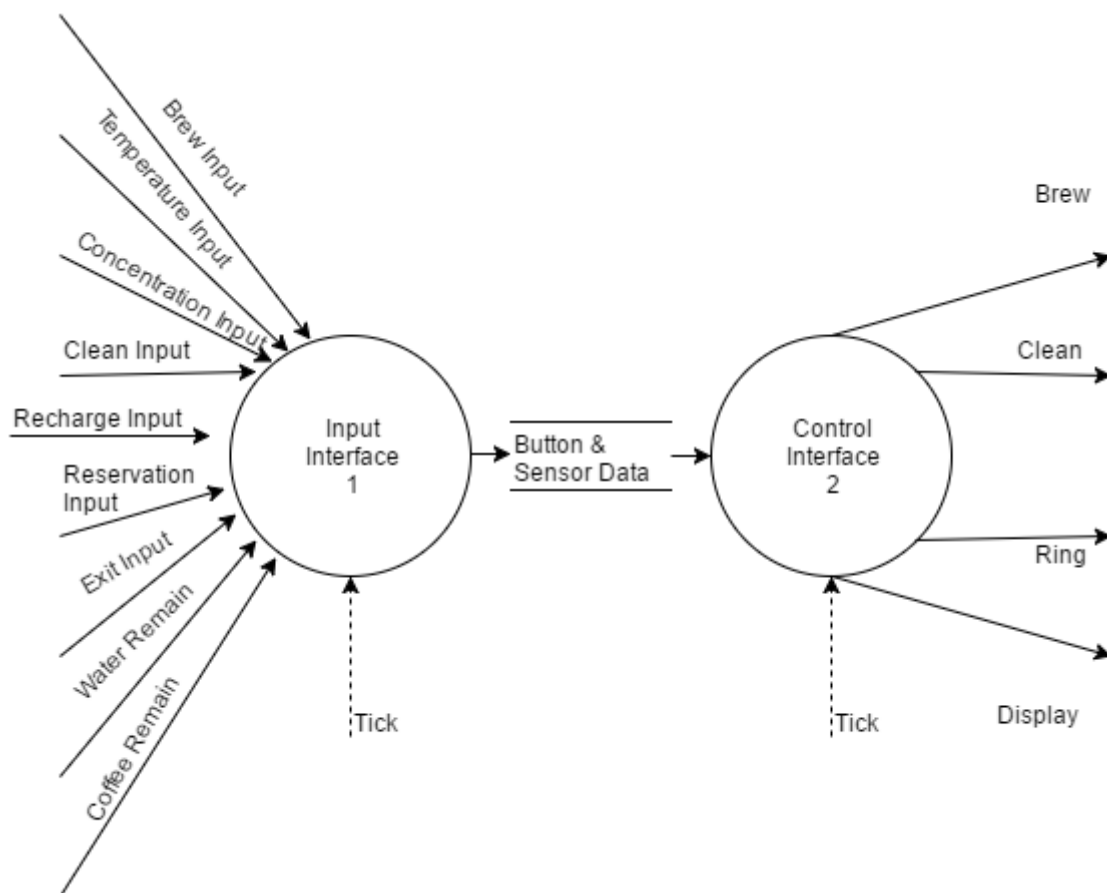 Brew Input
Temperature Input
Concentration Input
Clean Input
Recharge Input
Reservation
Input
Exit Input
Water Remain
Coffee Remain
Input
Interface
1
Tick
Button &
Sensor Data
Control
Interface
2
Tick
Brew
Clean
Ring
Display